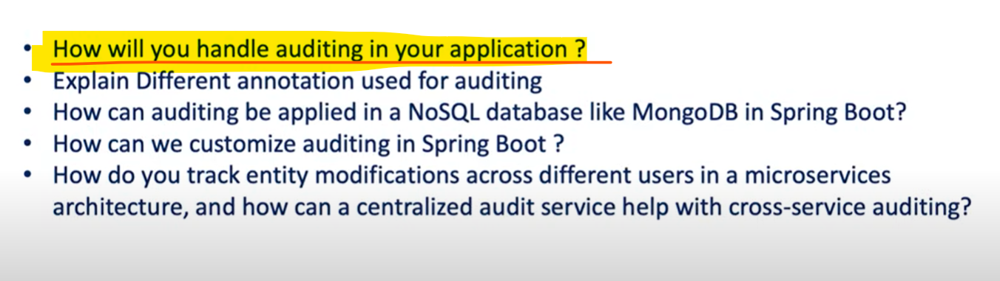 • How will you handle auditing in your application ?
• Explain Different annotation used for auditing
• How can auditing be applied in a NoSQL database like MongoDB in Spring Boot?
• How can we customize auditing in Spring Boot ?
• How do you track entity modifications across different users in a microservices
architecture, and how can a centralized audit service help with cross-service auditing?